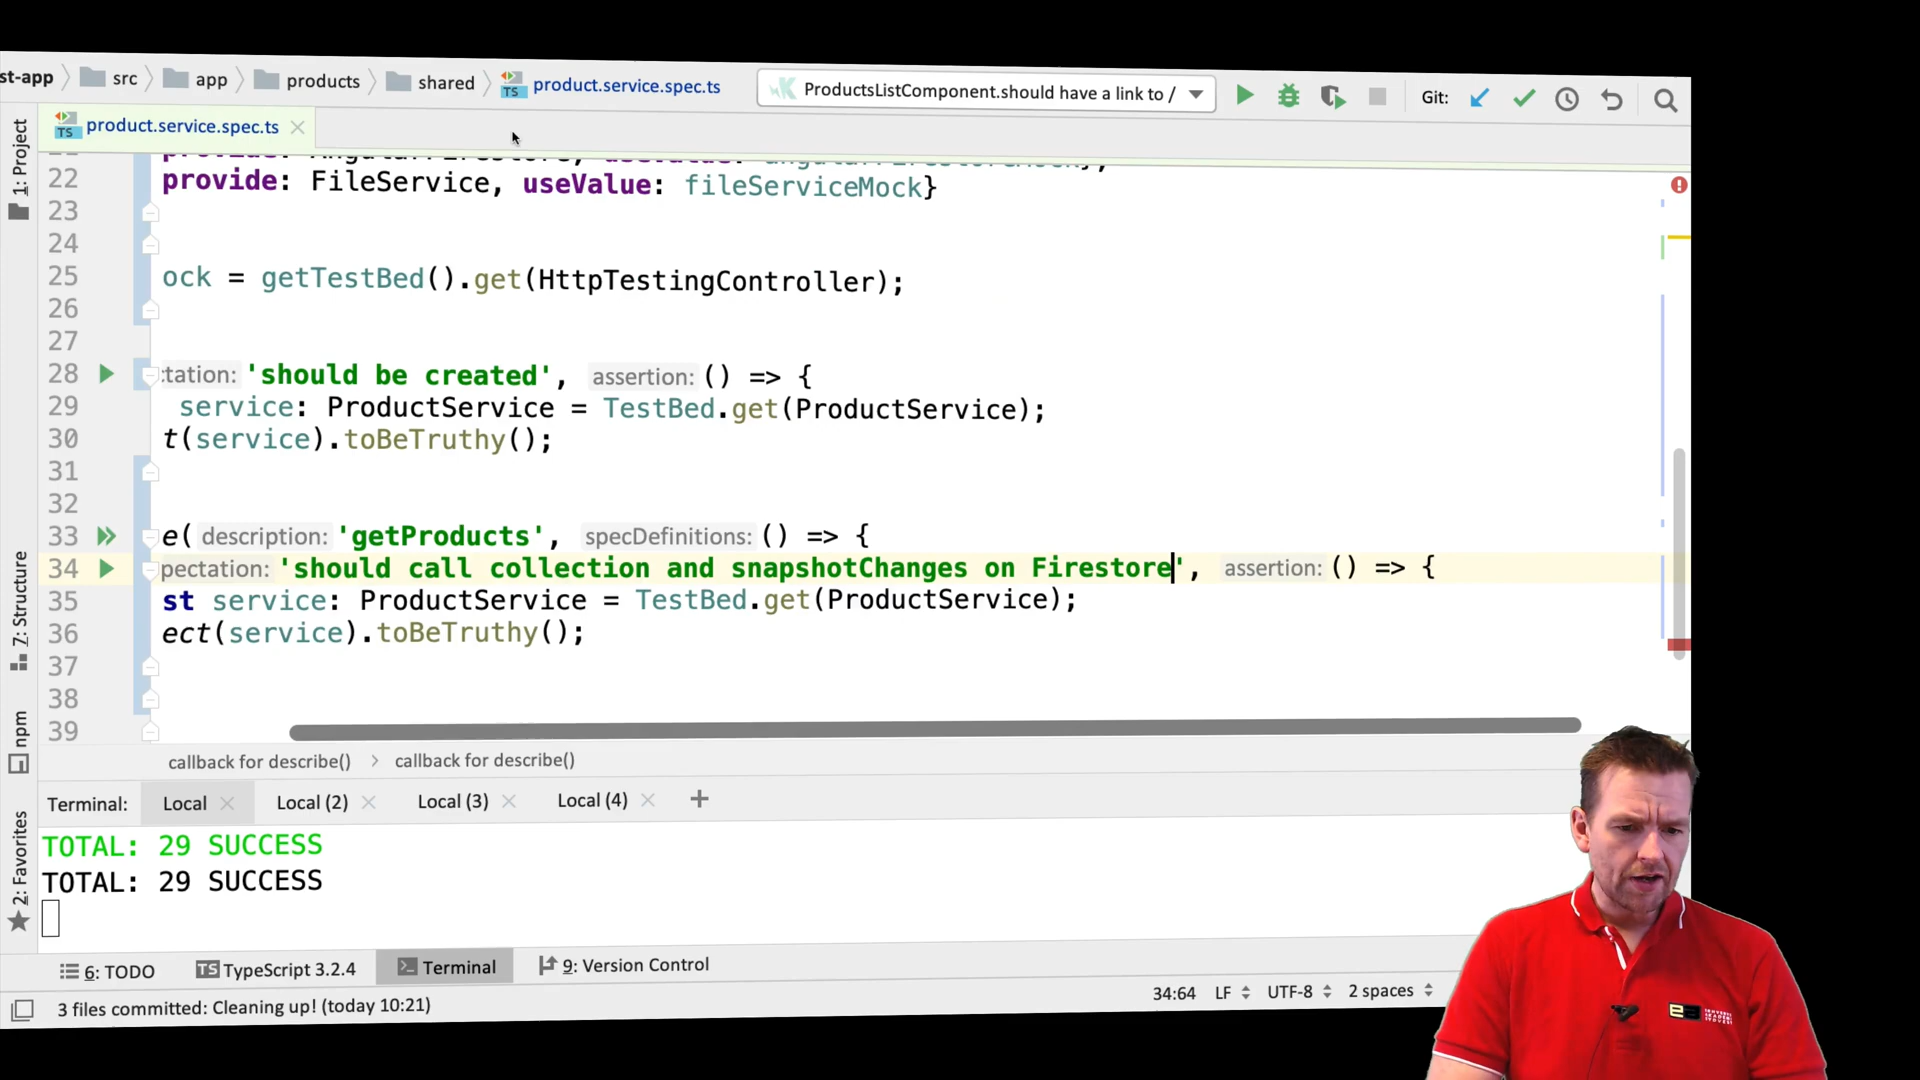 st-app src app products shared product.service.spec.ts ProductsListComponent.should have a link to / Git:
product.service.spec.ts
22 provide: FileService, useValue: fileServiceMock}
23
24
25 ock = getTestBed().get(HttpTestingController);
26
27
28 tation: 'should be created', assertion: () => {
29 service: ProductService = TestBed.get(ProductService);
30 t(service).toBeTruthy();
31
32
33 e( description: 'getProducts', specDefinitions: () => {
34 pectation: 'should call collection and snapshotChanges on Firestore', assertion: () => {
35 st service: ProductService = TestBed.get(ProductService);
36 ect(service).toBeTruthy();
37
38
39
callback for describe() > callback for describe()
Terminal: Local × Local (2) × Local (3) × Local (4) × +
TOTAL: 29 SUCCESS
TOTAL: 29 SUCCESS
6: TODO TypeScript 3.2.4 Terminal 9: Version Control
3 files committed: Cleaning up! (today 10:21) 34:64 LF UTF-8 2 spaces
1: Project
7: Structure
npm
2: Favorites